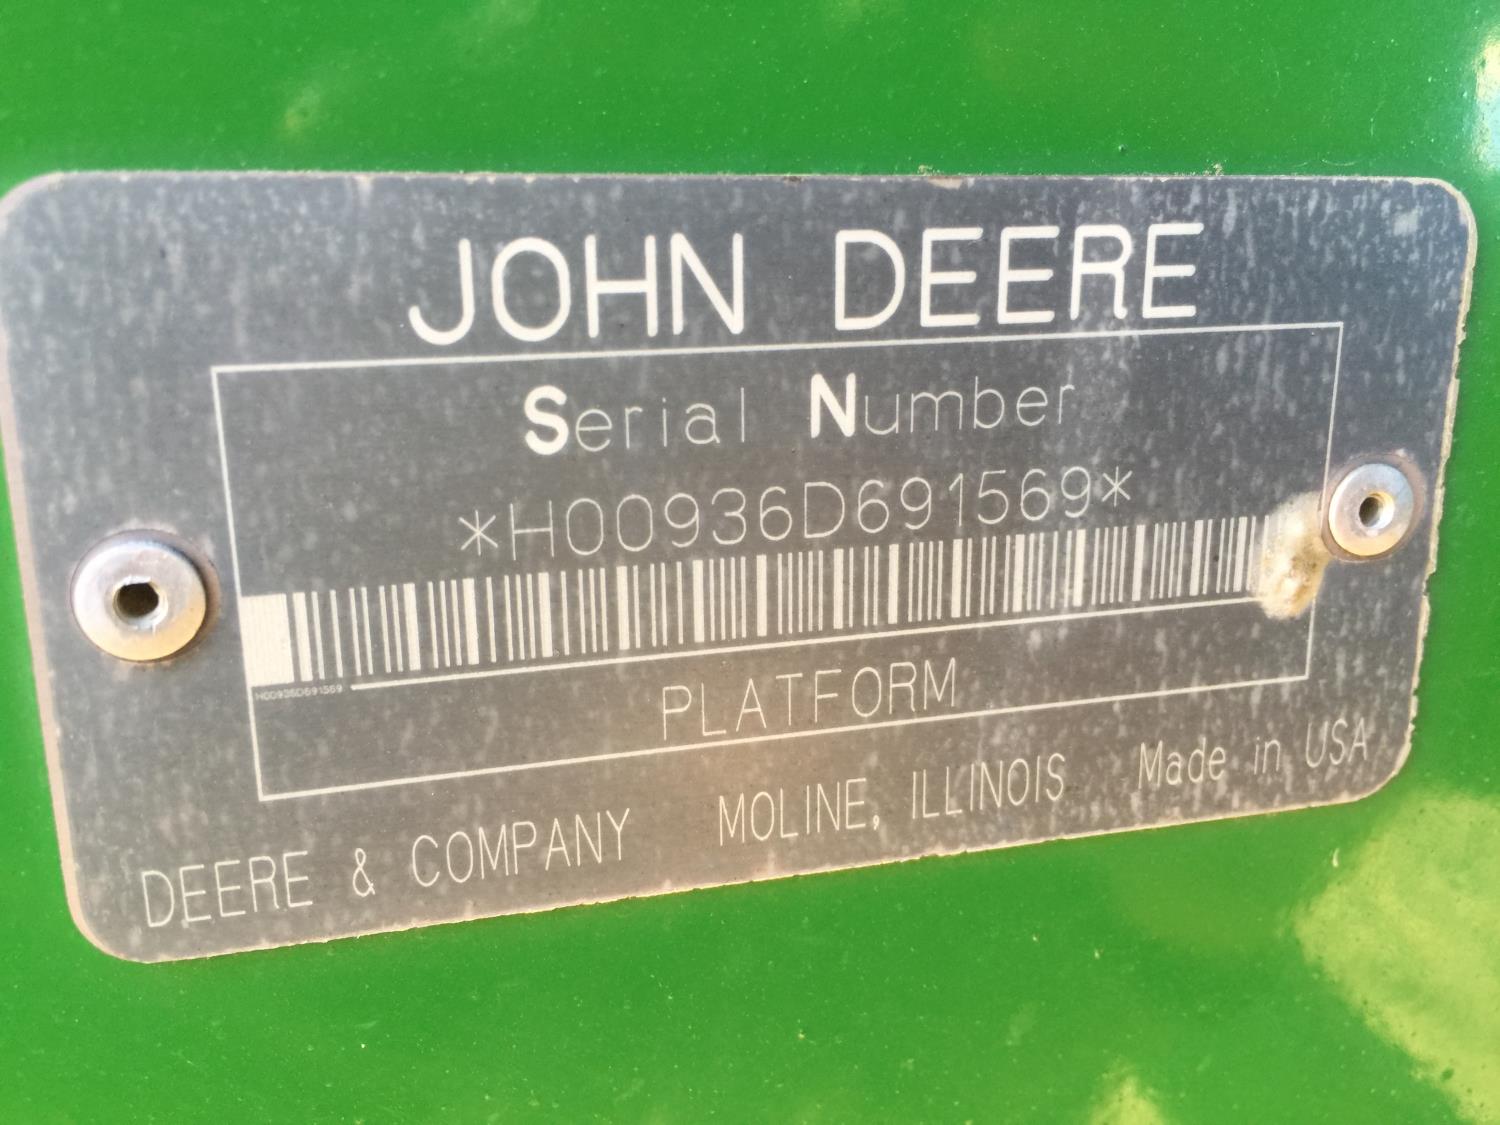 JOHN DEERE
Serial Number
*H00936D691569*
H00936D691569
PLATFORM
DEERE & COMPANY MOLINE, ILLINOIS Made in USA